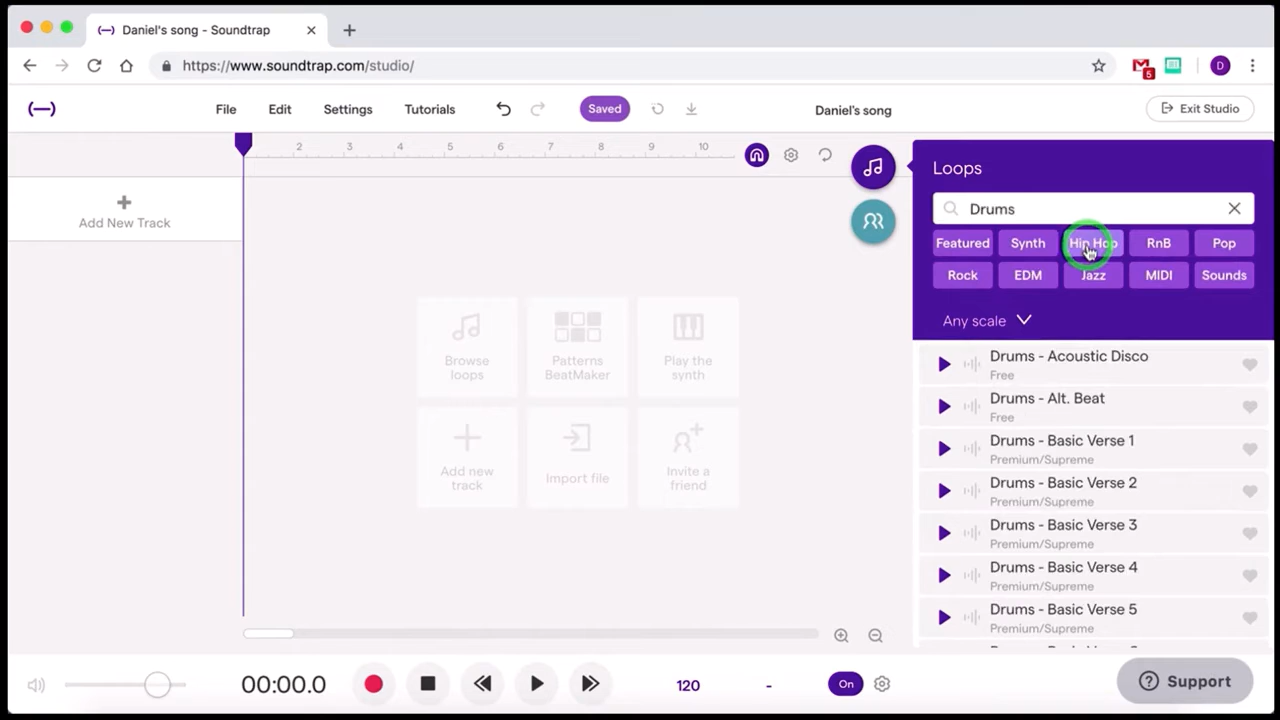 Daniel's song - Soundtrap
https://www.soundtrap.com/studio/
5
D
File Edit Settings Tutorials Saved Daniel's song Exit Studio
2 3 4 5 6 7 8 9 10
Add New Track
Loops
Drums
Featured Synth Hip Hop RnB Pop
Rock EDM Jazz MIDI Sounds
Any scale
Browse loops
Patterns BeatMaker
Play the synth
Add new track
Import file
Invite a friend
Drums - Acoustic Disco
Free
Drums - Alt. Beat
Free
Drums - Basic Verse 1
Premium/Supreme
Drums - Basic Verse 2
Premium/Supreme
Drums - Basic Verse 3
Premium/Supreme
Drums - Basic Verse 4
Premium/Supreme
Drums - Basic Verse 5
Premium/Supreme
00:00.0 120 - On Support